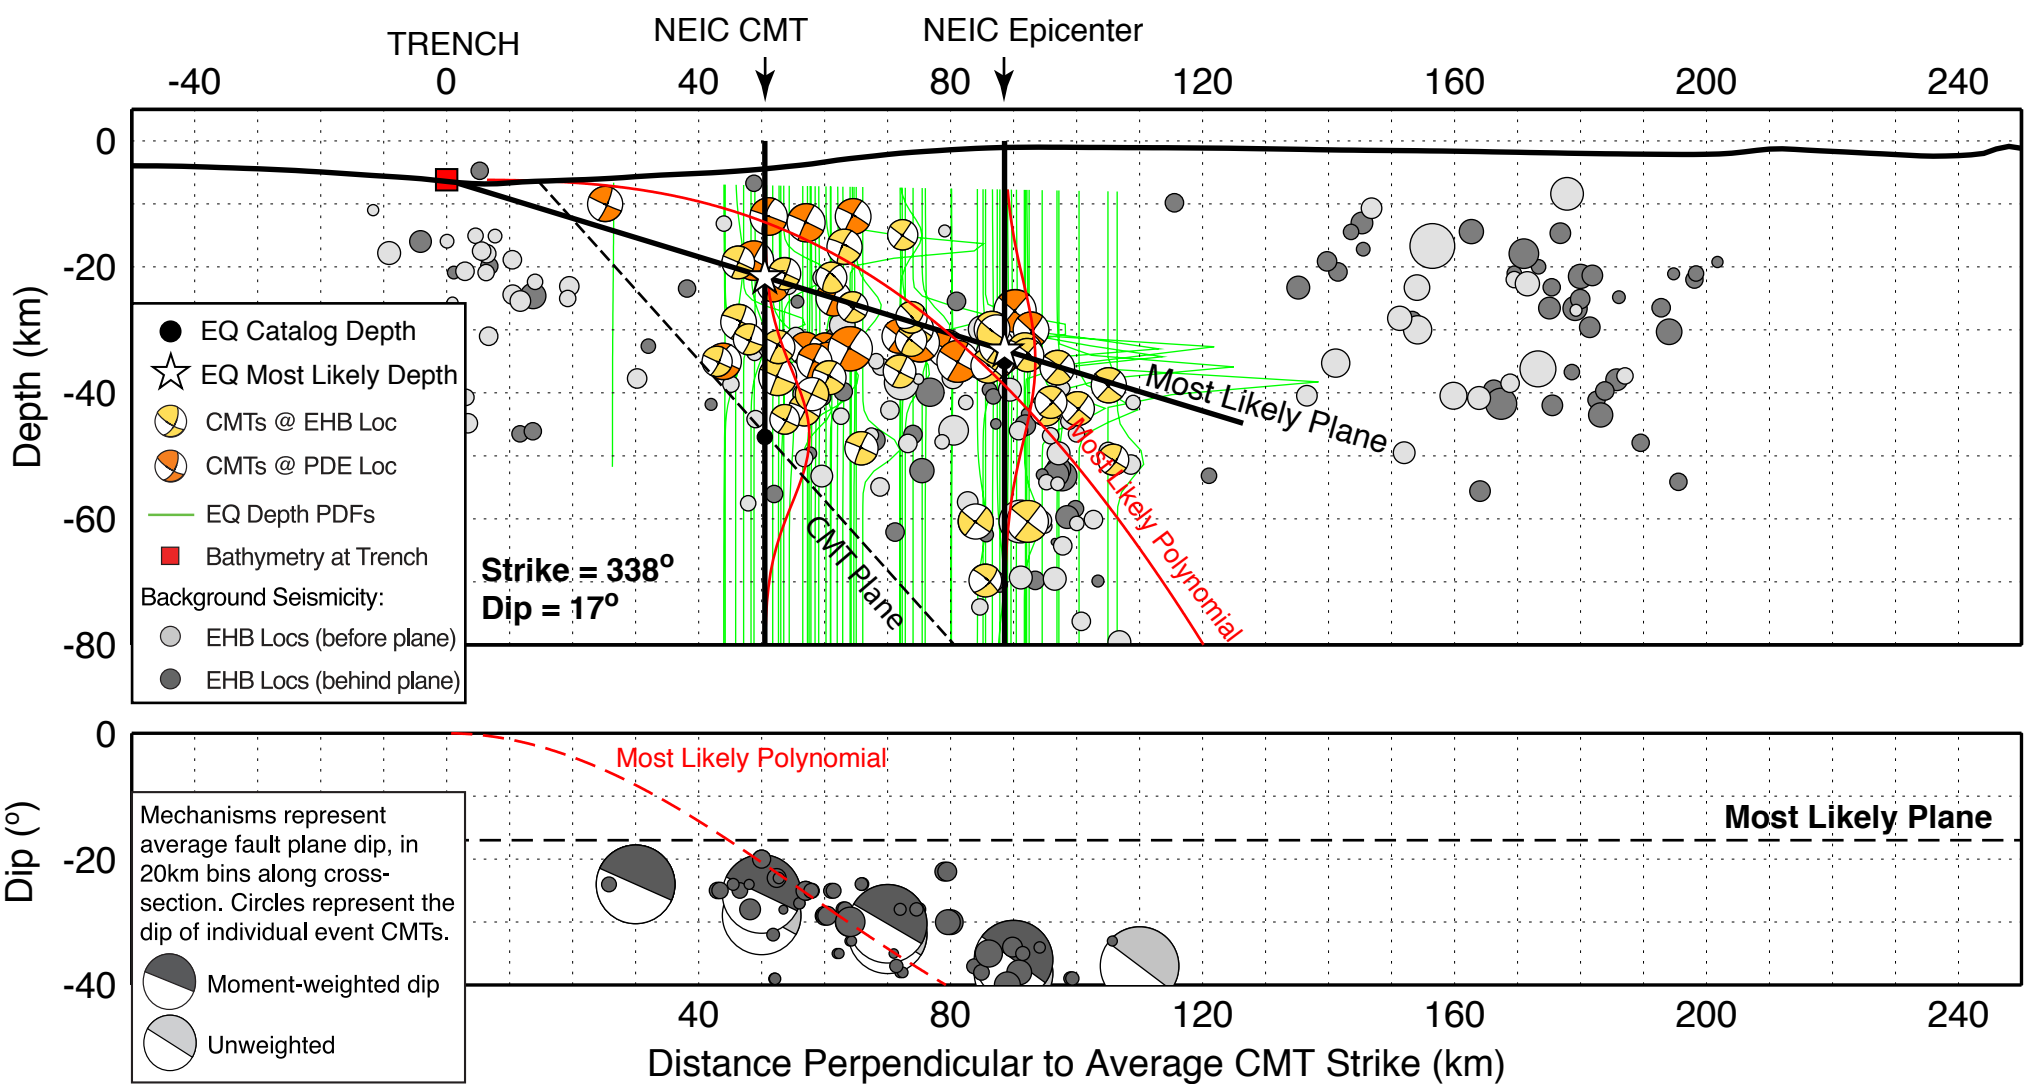 NEIC CMT
NEIC Epicenter
TRENCH
-40 0 40 80 120 160 200 240
0
-20
-40
-60
-80
Depth (km)
EQ Catalog Depth
EQ Most Likely Depth
CMTs @ EHB Loc
CMTs @ PDE Loc
EQ Depth PDFs
Bathymetry at Trench
Background Seismicity:
EHB Locs (before plane)
EHB Locs (behind plane)
Strike = 338°
Dip = 17°
CMT Plane
Most Likely Plane
Most Likely Polynomial
0
-20
-40
Dip (°)
Most Likely Polynomial
Most Likely Plane
Mechanisms represent
average fault plane dip, in
20km bins along cross-
section. Circles represent the
dip of individual event CMTs.
Moment-weighted dip
Unweighted
40 80 120 160 200 240
Distance Perpendicular to Average CMT Strike (km)